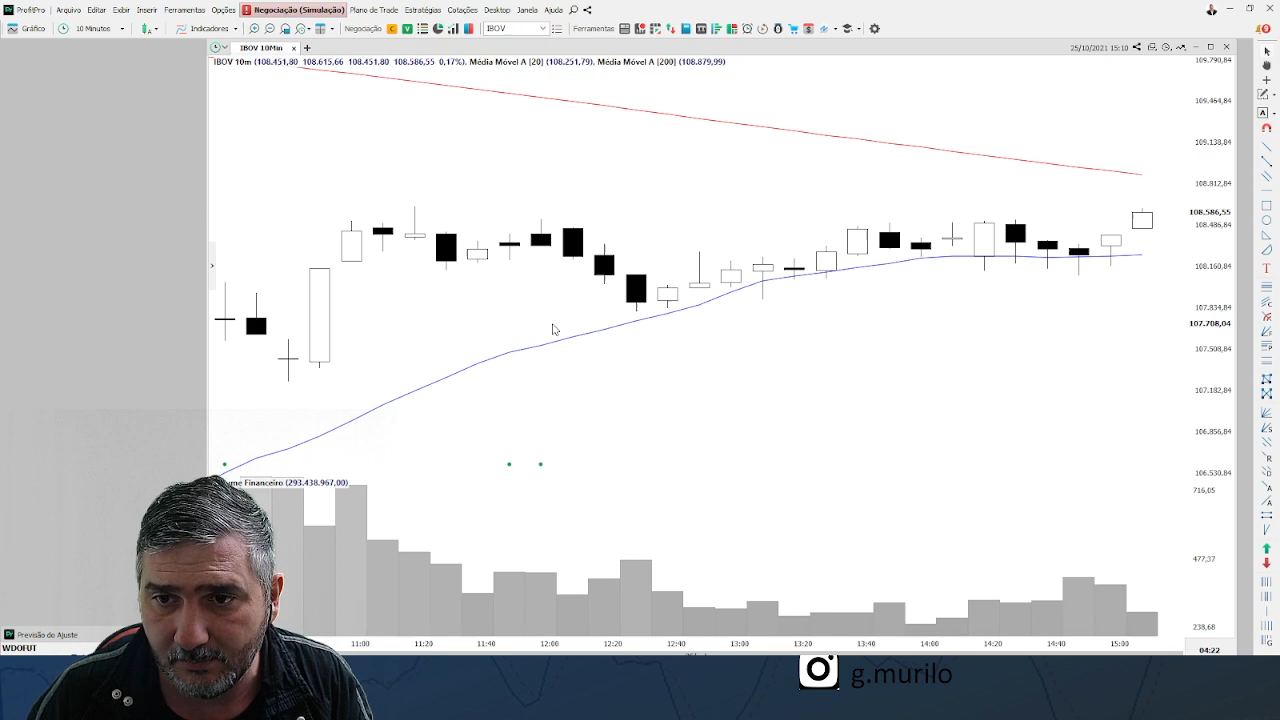 ProfitPro Arquivo Editar Exibir Inserir Ferramentas Opções Negociação (Simulação) Plano de Trade Estratégias Cotações Desktop Janela Ajuda
Gráfico 10 Minutos Indicadores Negociação IBOV Ferramentas
IBOV 10Min 25/10/2021 15:10
IBOV 10m (108.451,80 108.615,66 108.451,80 108.586,55 0,17%), Média Móvel A [20] (108.251,79), Média Móvel A [200] (108.879,99)
109.790,84
109.464,84
109.138,84
108.812,84
108.586,55
108.486,84
108.160,84
107.834,84
107.708,04
107.508,84
107.182,84
106.856,84
106.530,84
me Financeiro (293.438.967,00)
716,05
477,37
238,68
Previsão do Ajuste
11:00 11:20 11:40 12:00 12:20 12:40 13:00 13:20 13:40 14:00 14:20 14:40 15:00
WDOFUT 04:22
g.murilo